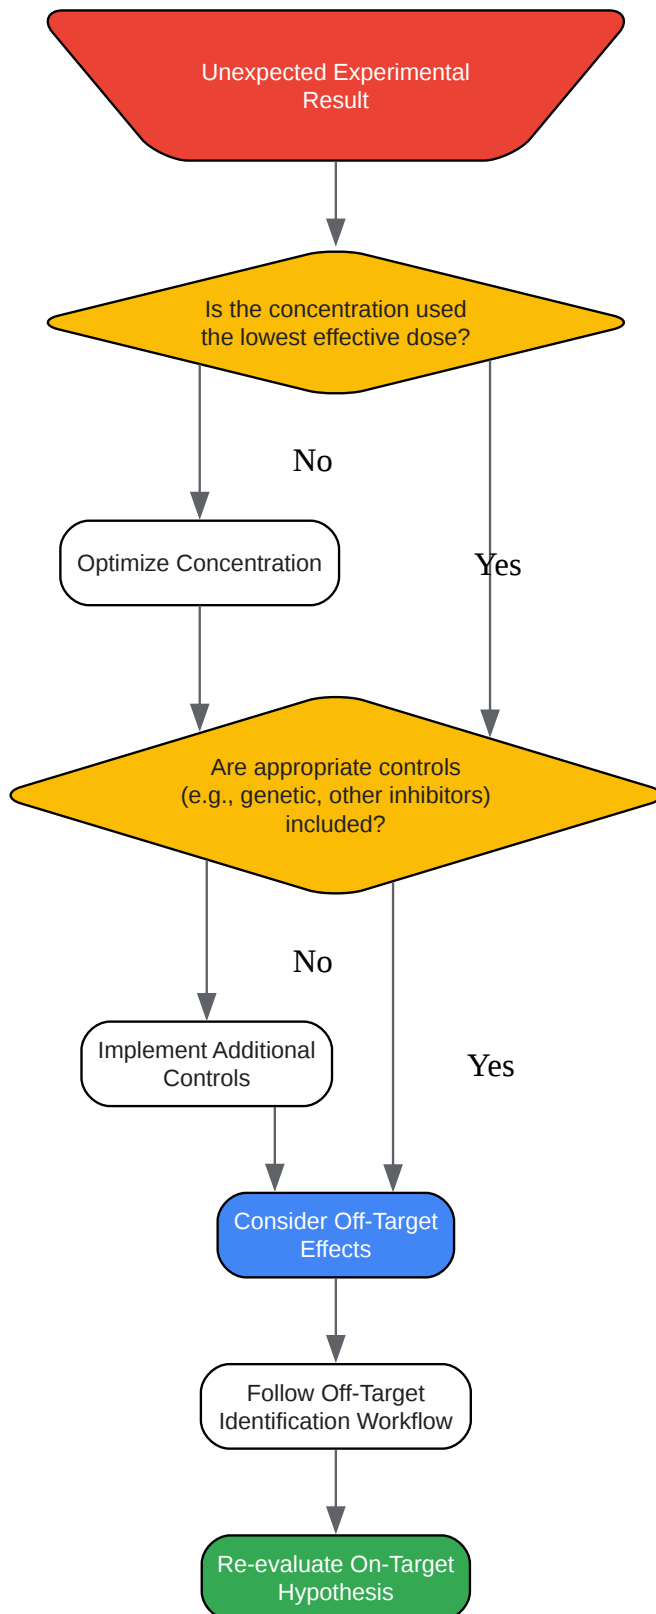 Unexpected Experimental
Result
Is the concentration used
the lowest effective dose?
No
Optimize Concentration
Yes
Are appropriate controls
(e.g., genetic, other inhibitors)
included?
No
Implement Additional
Controls
Yes
Consider Off-Target
Effects
Follow Off-Target
Identification Workflow
Re-evaluate On-Target
Hypothesis